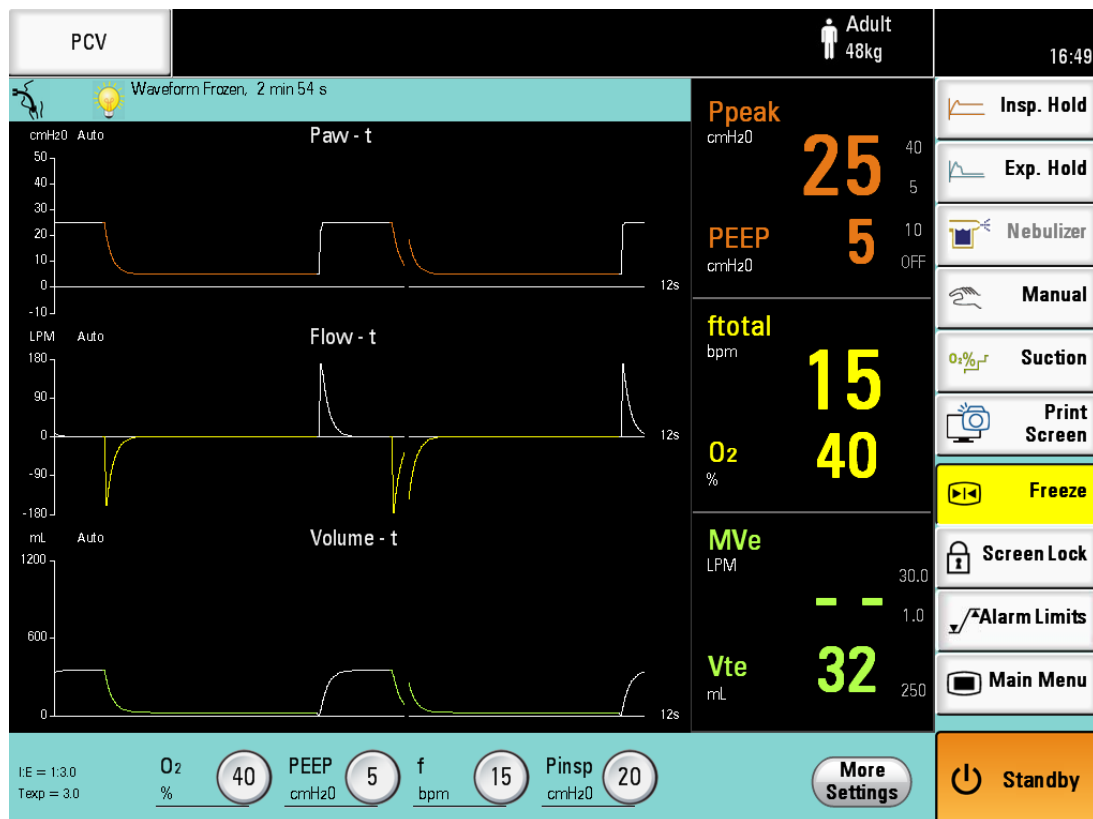 PCV
Adult
48kg
16:49
Waveform Frozen, 2 min 54 s
cmH2O Auto
Paw - t
50
40
30
20
10
0
-10
12s
LPM Auto
Flow - t
180
90
0
-90
-180
12s
mL Auto
Volume - t
1200
600
0
12s
Ppeak
cmH2O
25
40
5
PEEP
cmH2O
5
10
OFF
ftotal
bpm
15
O2
%
40
MVe
LPM
30.0
- -
1.0
Vte
mL
32
250
Insp. Hold
Exp. Hold
Nebulizer
Manual
O2% Suction
Print
Screen
Freeze
Screen Lock
Alarm Limits
Main Menu
I:E = 1:3.0
Texp = 3.0
O2
%
40
PEEP
cmH2O
5
f
bpm
15
Pinsp
cmH2O
20
More
Settings
Standby